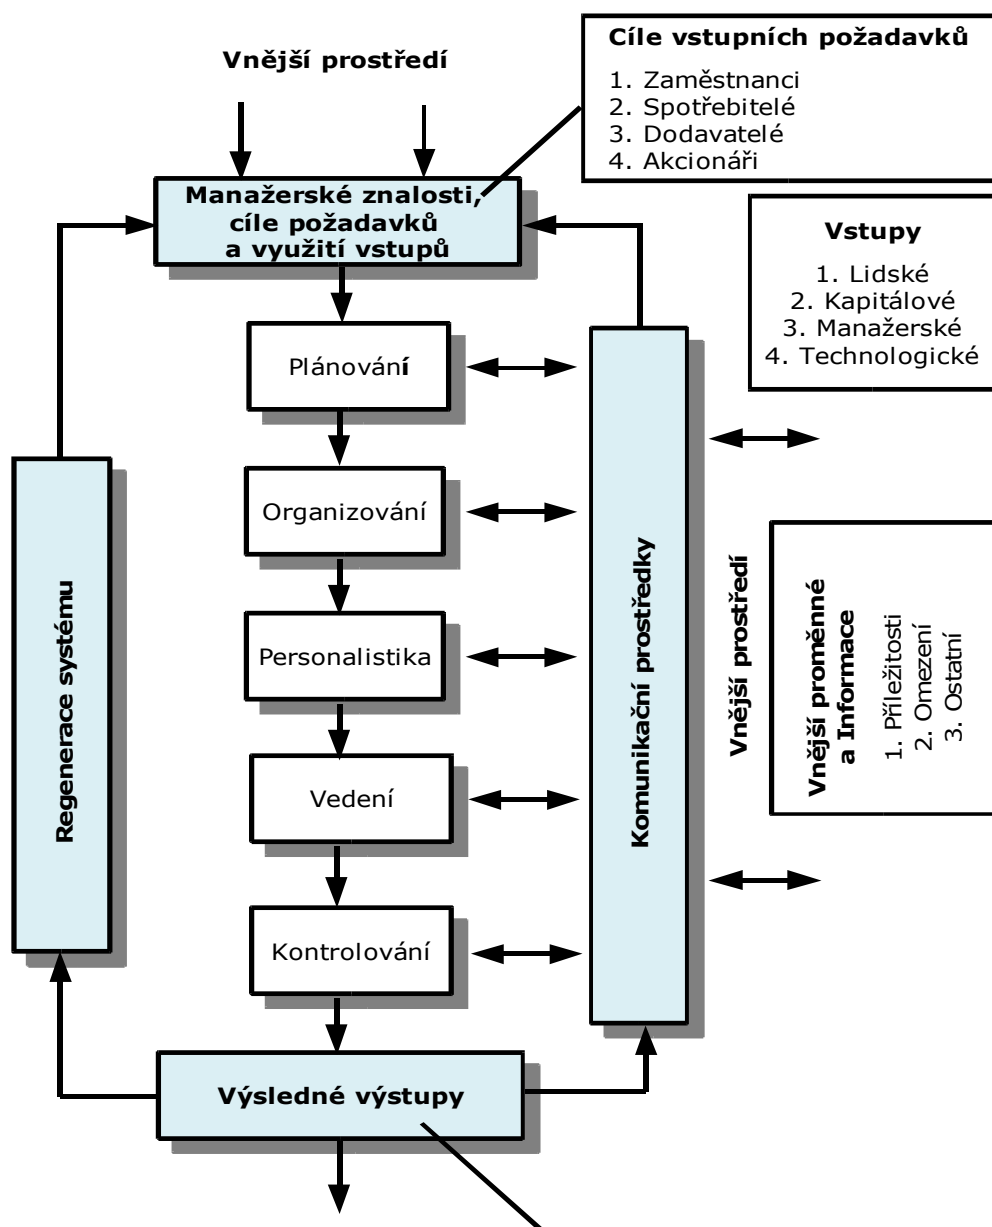 Vnější prostředí
Cíle vstupních požadavků
1. Zaměstnanci
2. Spotřebitelé
3. Dodavatelé
4. Akcionáři
Manažerské znalosti,
cíle požadavků
a využití vstupů
Vstupy
1. Lidské
2. Kapitálové
3. Manažerské
4. Technologické
Plánování
Organizování
Personalistika
Vedení
Kontrolování
Regenerace systému
Komunikační prostředky
Vnější prostředí
Vnější proměnné
a Informace
1. Příležitosti
2. Omezení
3. Ostatní
Výsledné výstupy